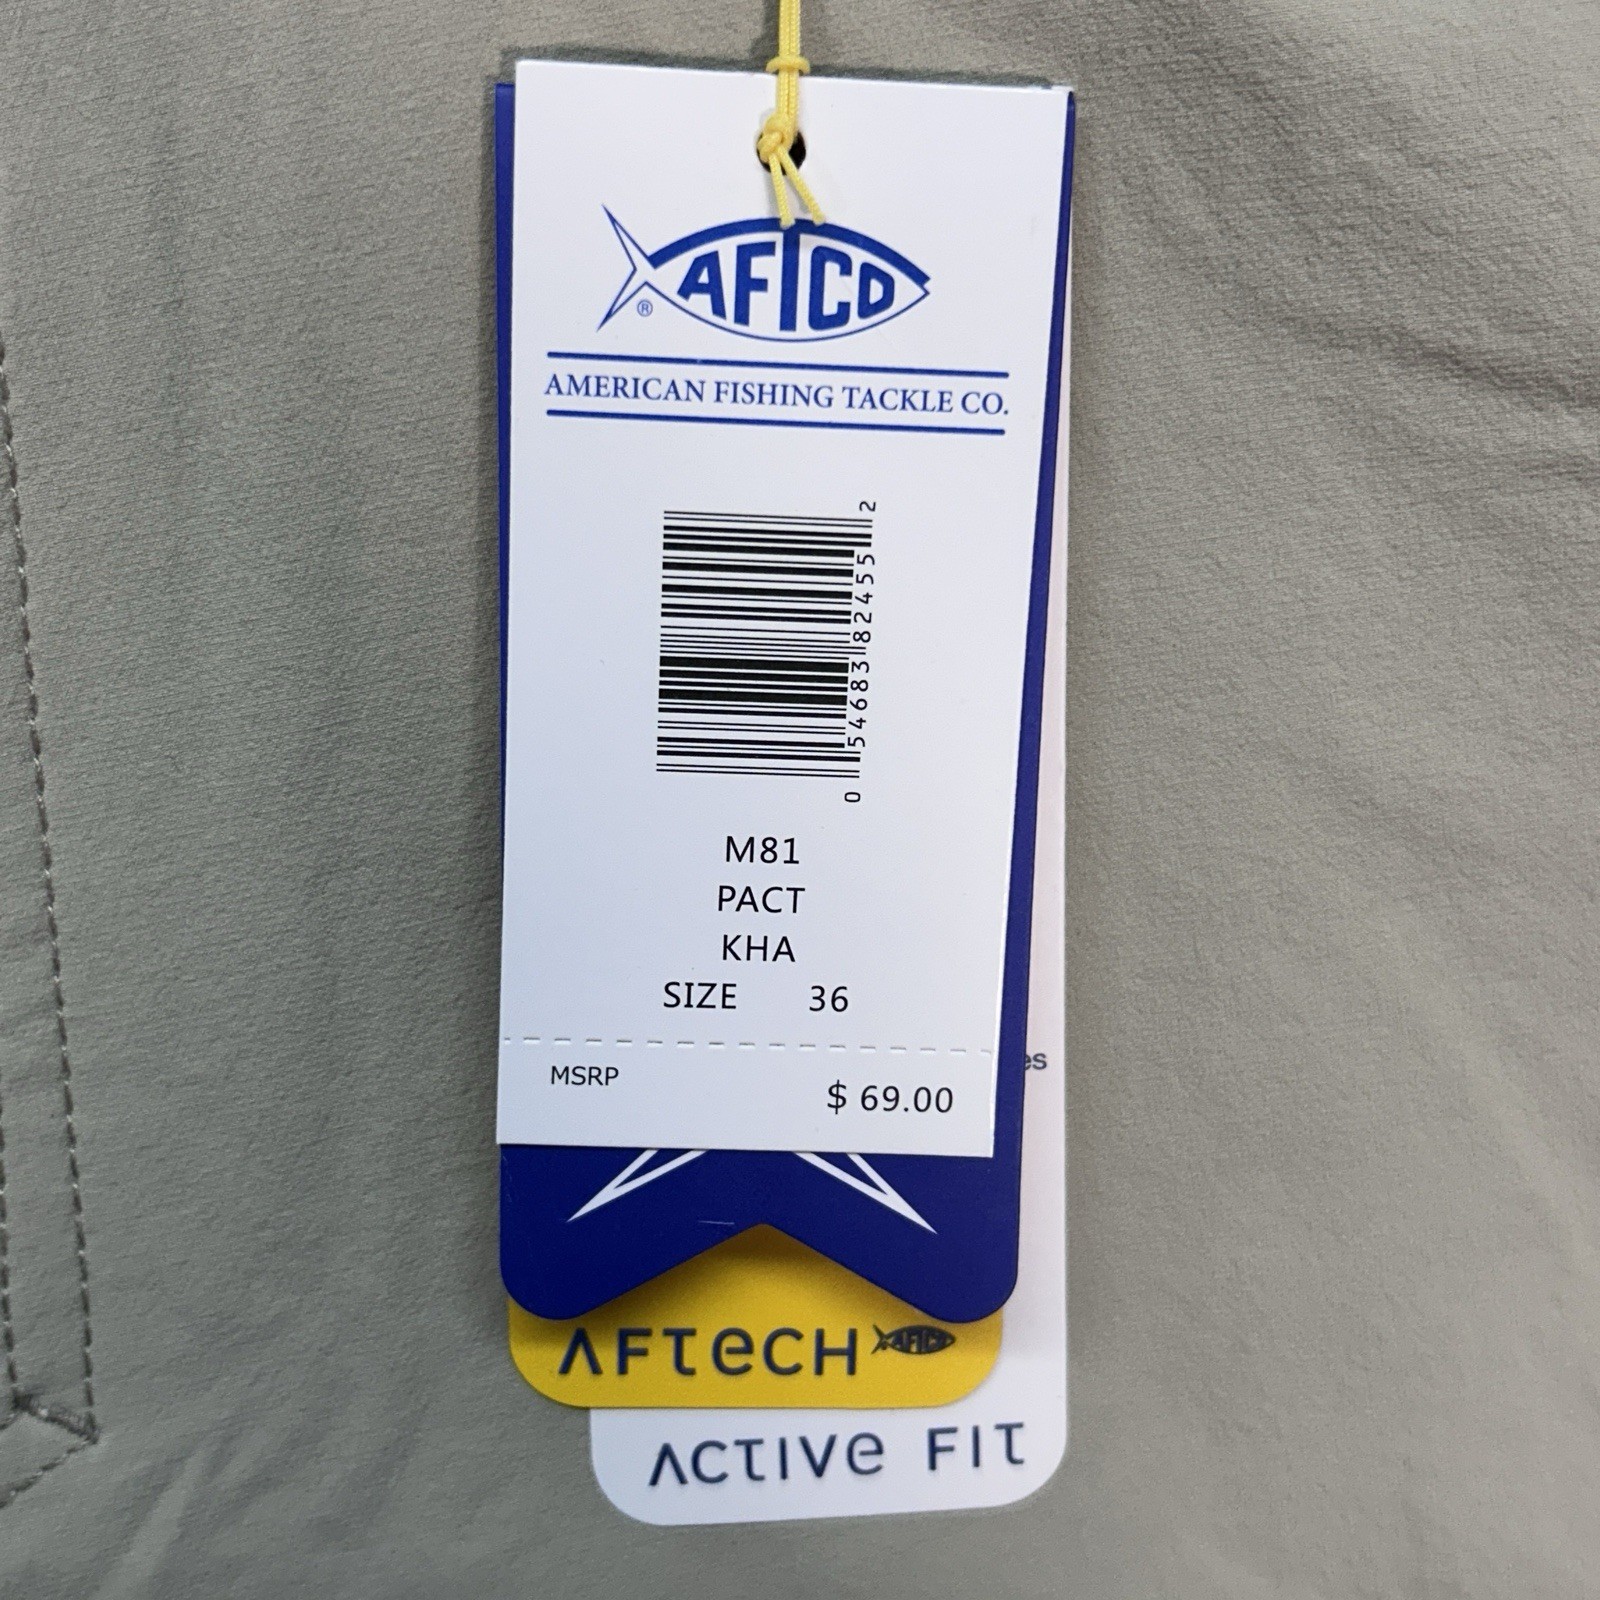 AFTCO
®
AMERICAN FISHING TACKLE CO.
0 54683 82455 2
M81
PACT
KHA
SIZE 36
MSRP $ 69.00
es
AFTECH AFTCO
ACTIVE FIT